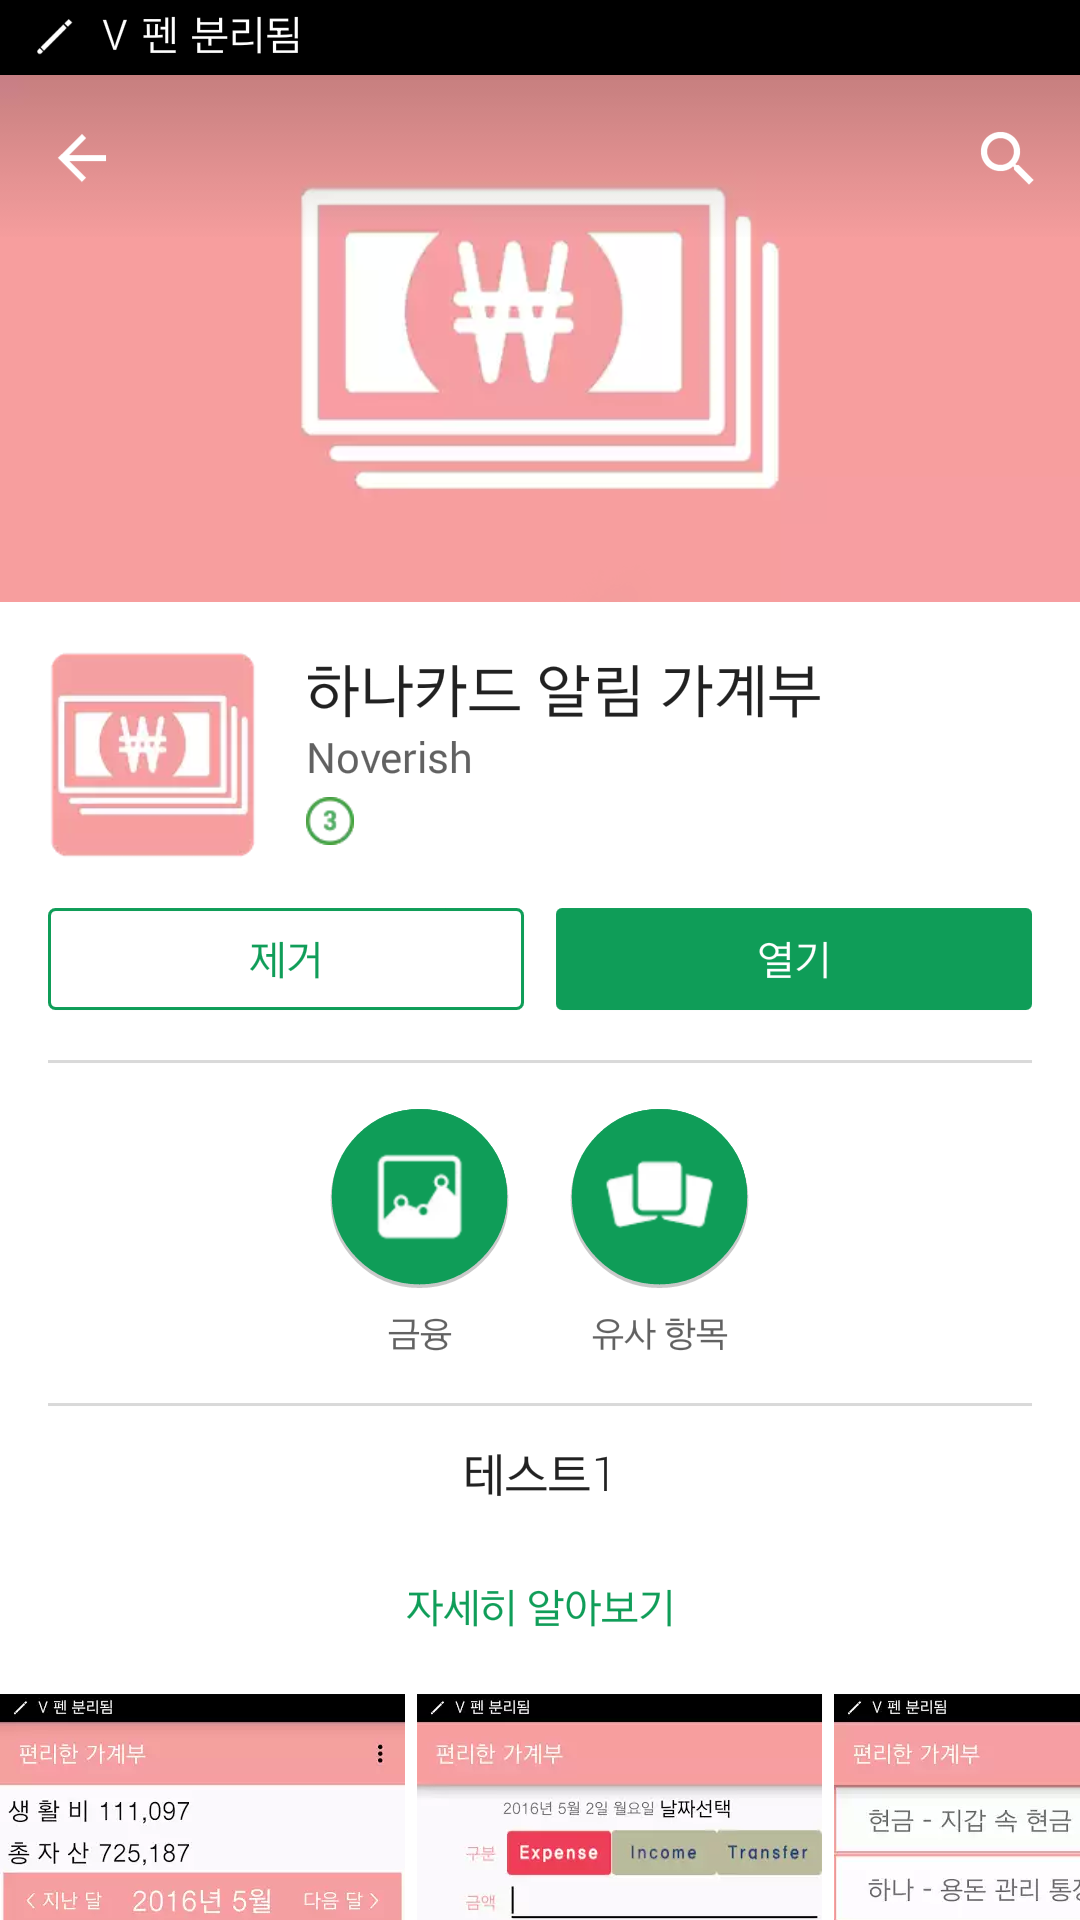 V 펜 분리됨
하나카드 알림 가계부
Noverish
3
제거
열기
금융
유사 항목
테스트1
자세히 알아보기
V 펜 분리됨
편리한 가계부
생 활 비 111,097
총 자 산 725,187
< 지난 달 2016년 5월 다음 달 >
V 펜 분리됨
편리한 가계부
2016년 5월 2일 월요일 날짜선택
구분 Expense Income Transfer
금액
V 펜 분리됨
편리한 가계부
현금 - 지갑 속 현금
하나 - 용돈 관리